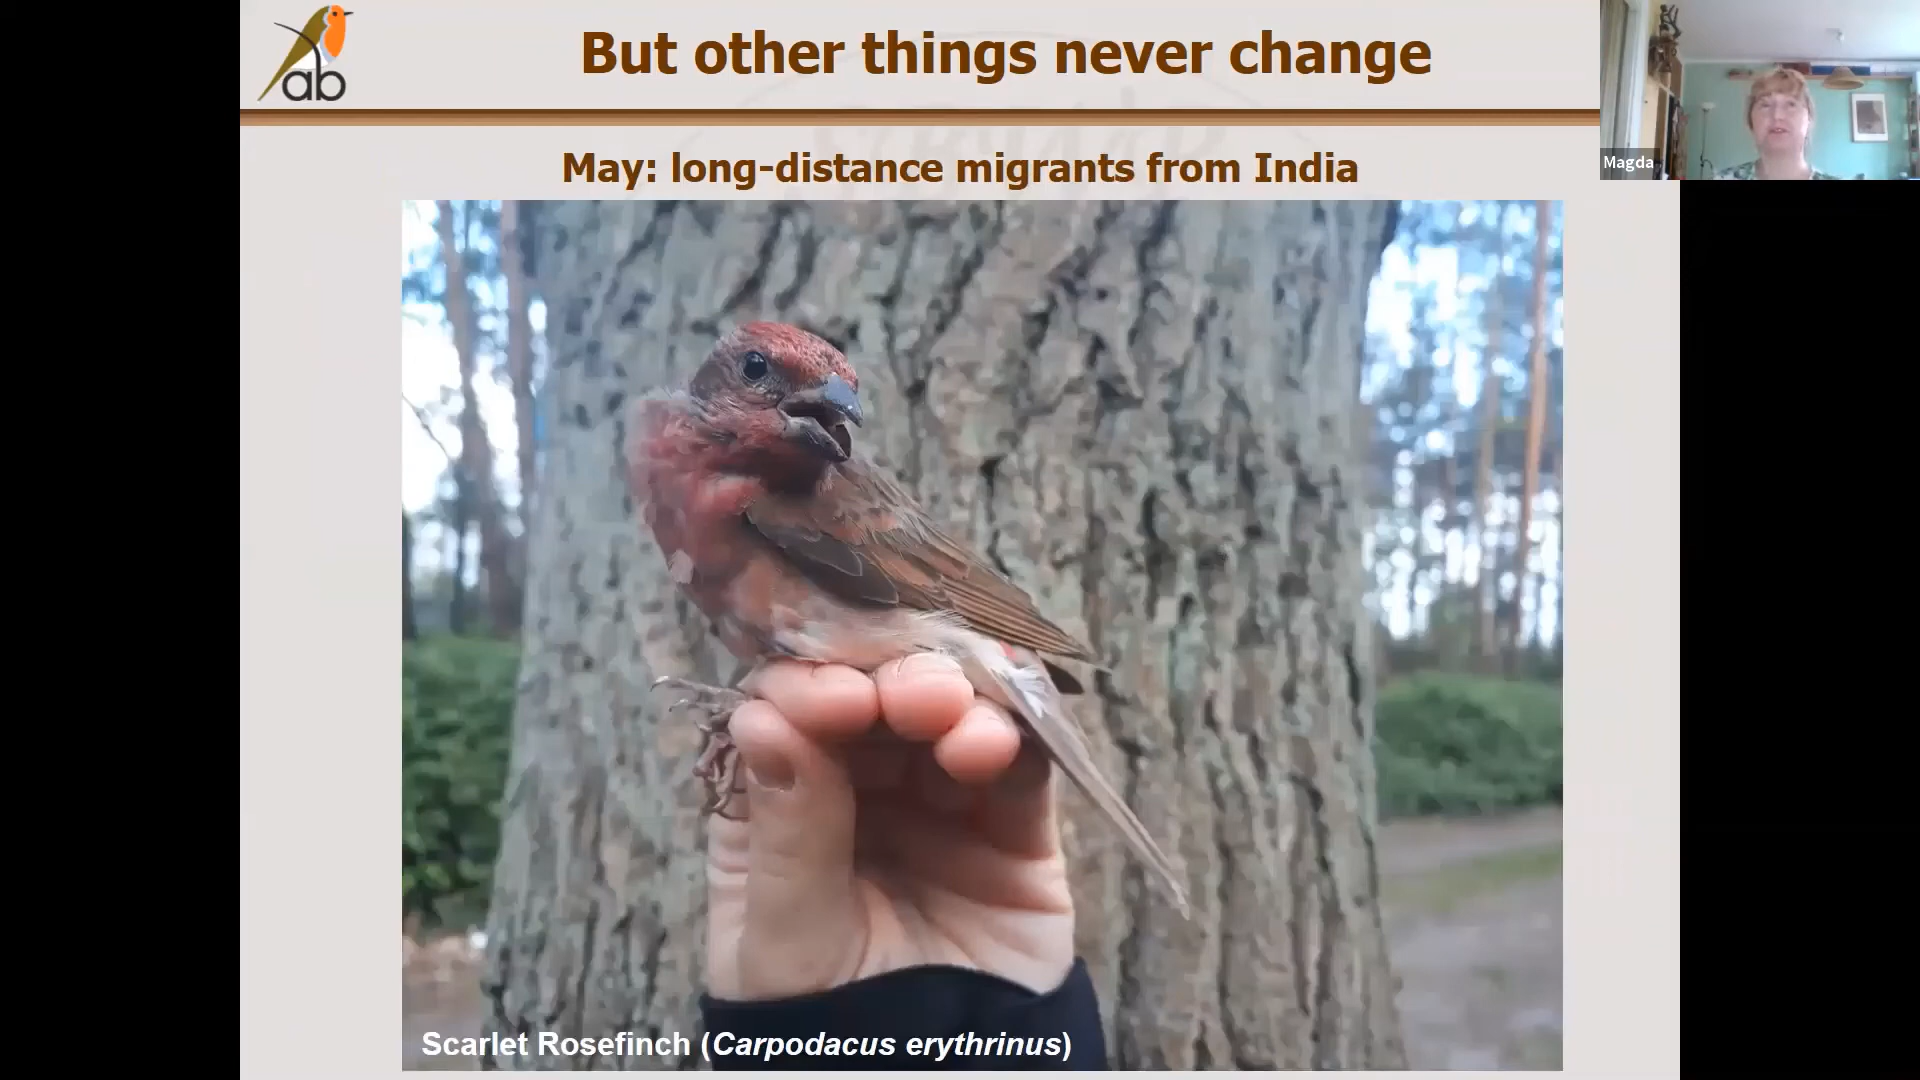 ab
But other things never change
Magda
May: long-distance migrants from India
Scarlet Rosefinch (Carpodacus erythrinus)